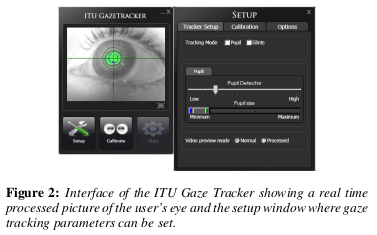 ITU GAZETRACKER
Setup
Calibrate
Start
SETUP
Tracker Setup
Calibration
Options
Tracking Mode
Pupil
Glints
Pupil
Pupil Detector
Low
High
Pupil size
Minimum
Maximum
Video preview mode
Normal
Processed
Figure 2: Interface of the ITU Gaze Tracker showing a real time
processed picture of the user's eye and the setup window where gaze
tracking parameters can be set.